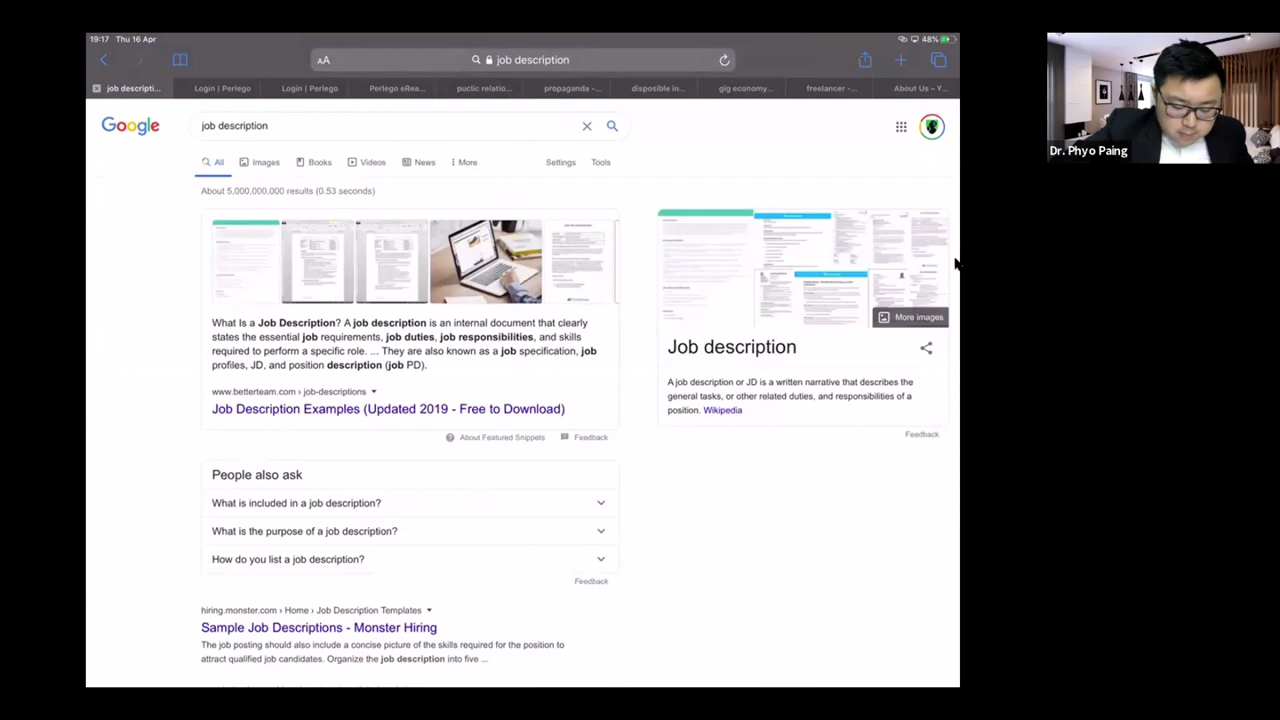 19:17 Thu 16 Apr
48%
AA
job description
job descripti...
Login | Perlego
Login | Perlego
Perlego eRea...
puclic relatio...
propaganda -...
disposible in...
gig economy...
freelancer -...
About Us – Y...
Google
job description
All
Images
Books
Videos
News
More
Settings
Tools
About 5,000,000,000 results (0.53 seconds)
What Is a Job Description? A job description is an internal document that clearly
states the essential job requirements, job duties, job responsibilities, and skills
required to perform a specific role. ... They are also known as a job specification, job
profiles, JD, and position description (job PD).
www.betterteam.com › job-descriptions
Job Description Examples (Updated 2019 - Free to Download)
About Featured Snippets
Feedback
People also ask
What is included in a job description?
What is the purpose of a job description?
How do you list a job description?
Feedback
hiring.monster.com › Home › Job Description Templates
Sample Job Descriptions - Monster Hiring
The job posting should also include a concise picture of the skills required for the position to
attract qualified job candidates. Organize the job description into five ...
More images
Job description
A job description or JD is a written narrative that describes the
general tasks, or other related duties, and responsibilities of a
position. Wikipedia
Feedback
Dr. Phyo Paing